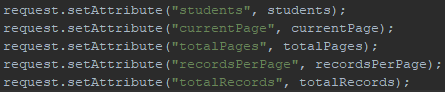 request.setAttribute("students", students);
request.setAttribute("currentPage", currentPage);
request.setAttribute("totalPages", totalPages);
request.setAttribute("recordsPerPage", recordsPerPage);
request.setAttribute("totalRecords", totalRecords);